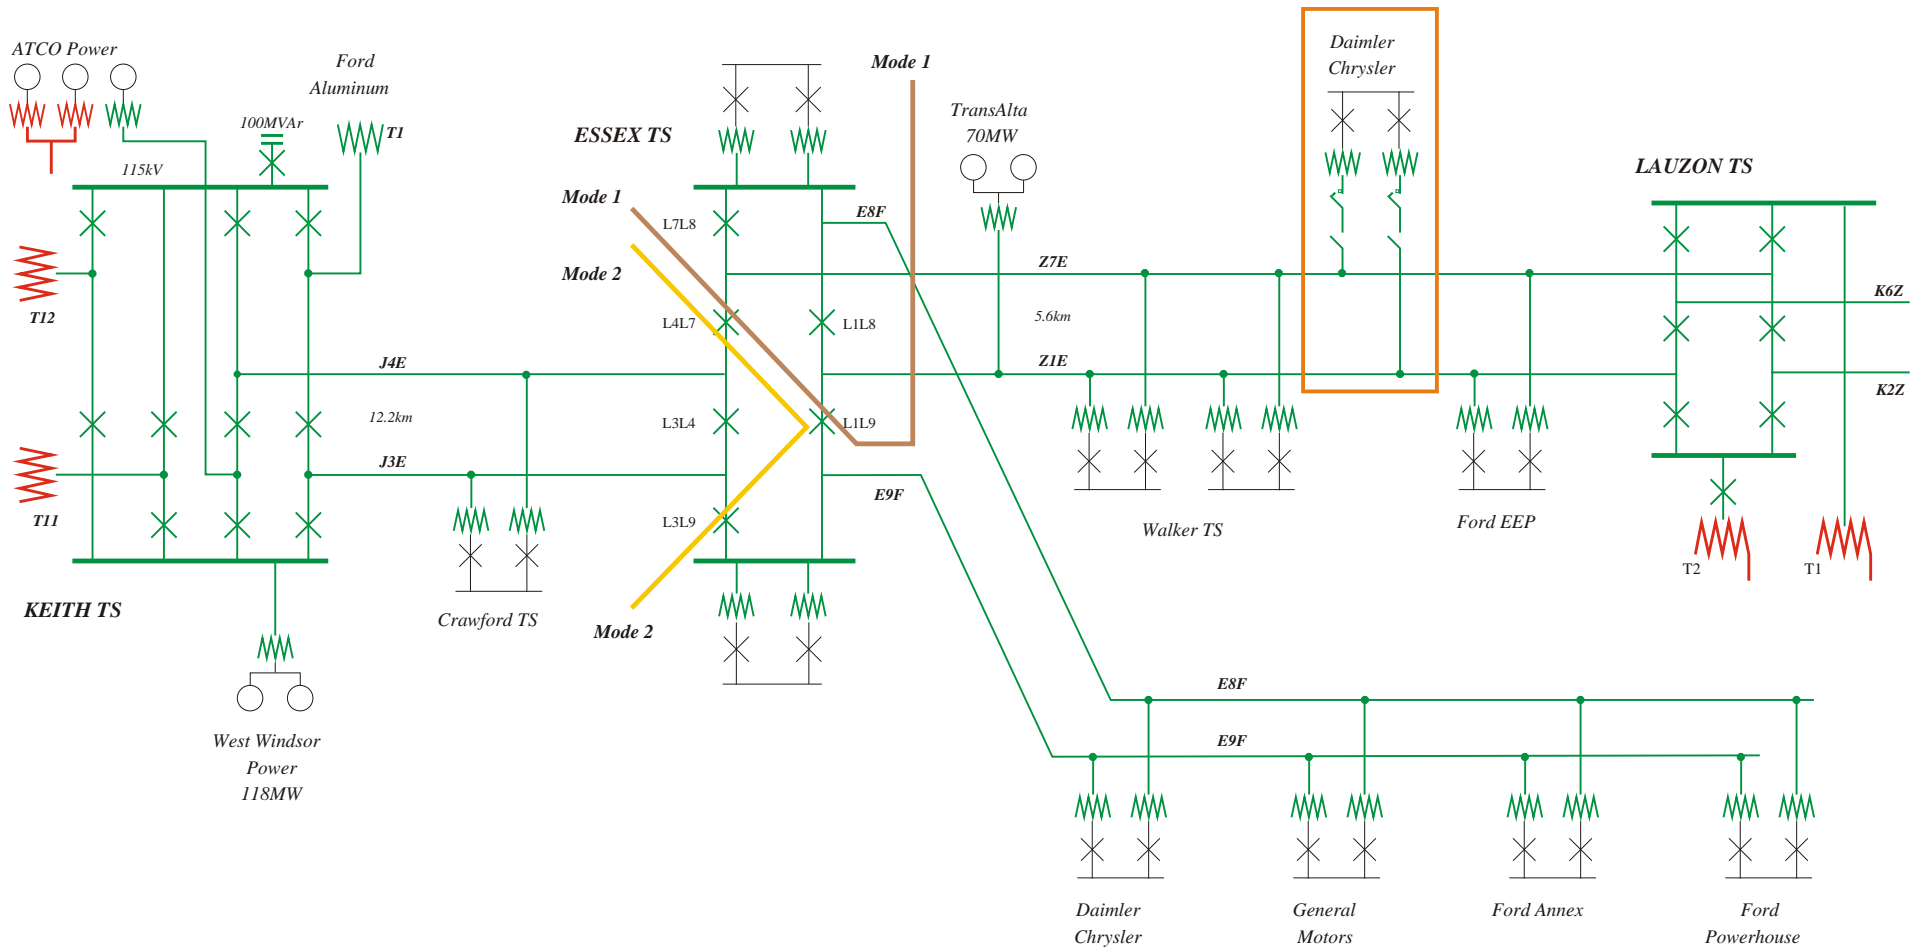 ATCO Power
Ford
Aluminum
100MVAr
T1
115kV
T12
T11
KEITH TS
J4E
12.2km
J3E
Crawford TS
West Windsor
Power
118MW
ESSEX TS
Mode 1
Mode 1
Mode 2
Mode 2
L7L8
L4L7
L3L4
L3L9
L1L8
L1L9
E8F
E9F
TransAlta
70MW
Z7E
5.6km
Z1E
Daimler
Chrysler
Walker TS
Ford EEP
LAUZON TS
K6Z
K2Z
T2
T1
E8F
E9F
Daimler
Chrysler
General
Motors
Ford Annex
Ford
Powerhouse